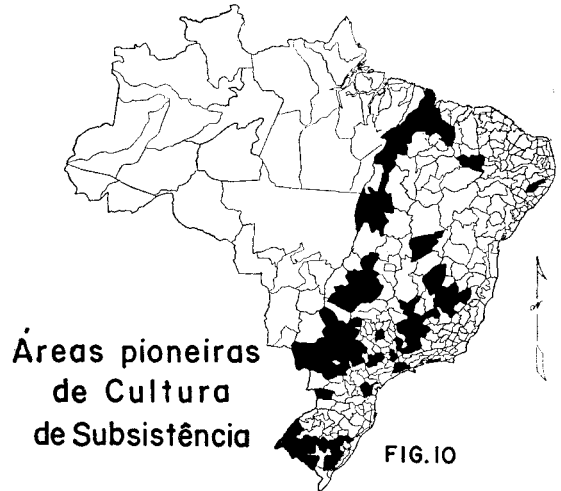 Áreas pioneiras
de Cultura
de Subsistência
FIG.10